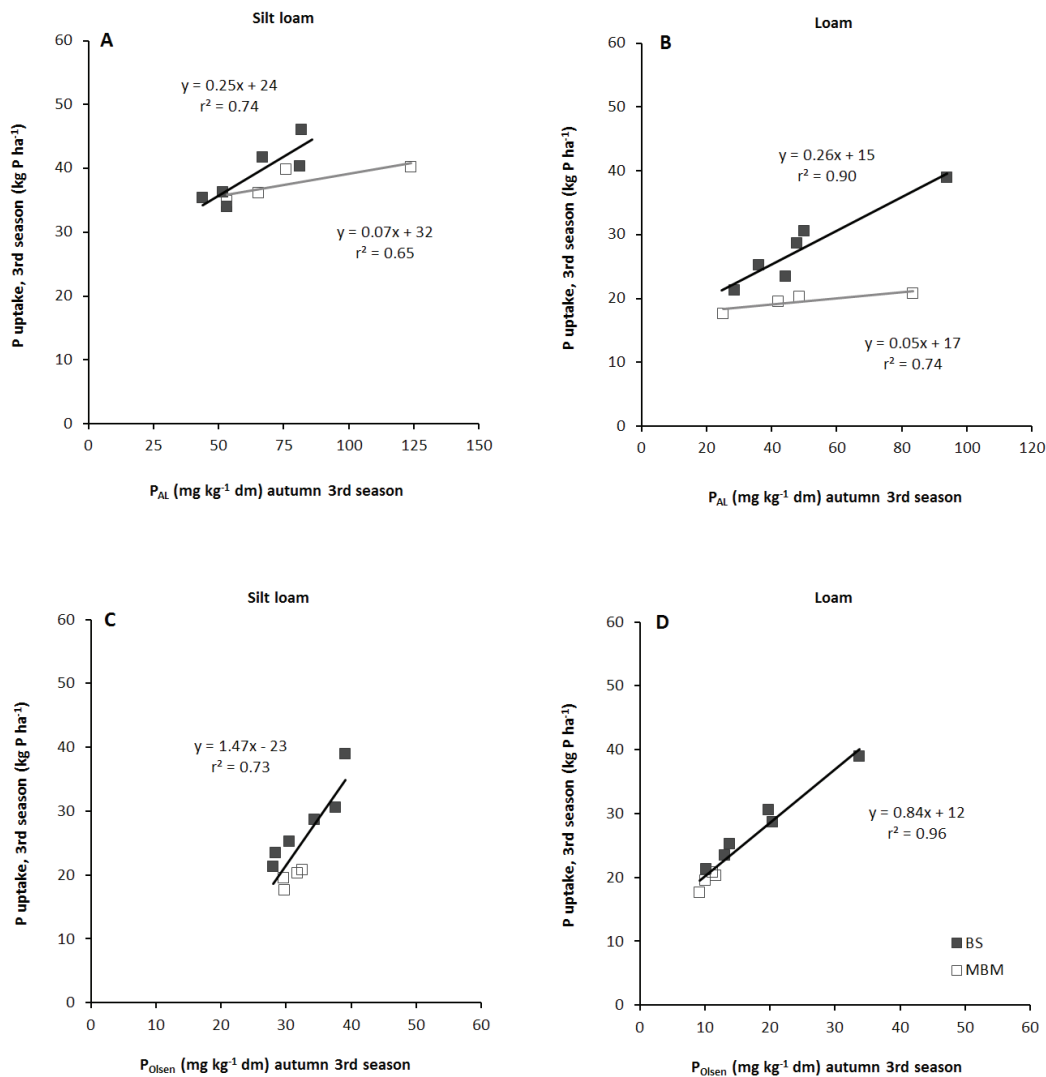 Silt loam
A
P uptake, 3rd season (kg P ha⁻¹)
60
50
40
30
20
10
0
y = 0.25x + 24
r² = 0.74
y = 0.07x + 32
r² = 0.65
0 25 50 75 100 125 150
P_AL (mg kg⁻¹ dm) autumn 3rd season
Loam
B
P uptake, 3rd season (kg P ha⁻¹)
60
50
40
30
20
10
0
y = 0.26x + 15
r² = 0.90
y = 0.05x + 17
r² = 0.74
0 20 40 60 80 100 120
P_AL (mg kg⁻¹ dm) autumn 3rd season
Silt loam
C
P uptake, 3rd season (kg P ha⁻¹)
60
50
40
30
20
10
0
y = 1.47x - 23
r² = 0.73
0 10 20 30 40 50 60
P_Olsen (mg kg⁻¹ dm) autumn 3rd season
Loam
D
P uptake, 3rd season (kg P ha⁻¹)
60
50
40
30
20
10
0
y = 0.84x + 12
r² = 0.96
BS
MBM
0 10 20 30 40 50 60
P_Olsen (mg kg⁻¹ dm) autumn 3rd season